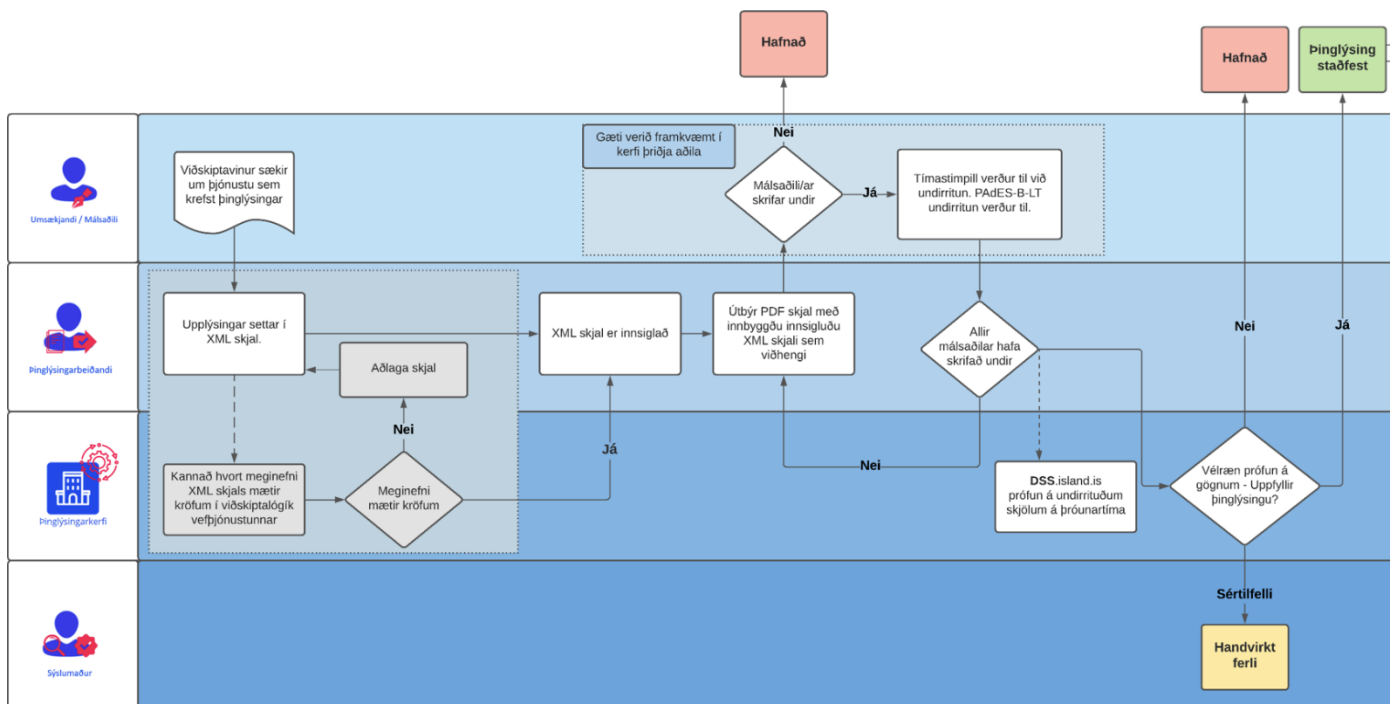 Hafnað
Hafnað
Þinglýsing
staðfest
Umsækjandi / Málsaðili
Viðskiptavinur sækir
um þjónustu sem
krefst þinglýsingar
Gæti verið framkvæmt í
kerfi þriðja aðila
Nei
Málsaðili/ar
skrifar undir
Já
Tímastimpill verður til við
undirritun. PAdES-B-LT
undirritun verður til.
Þinglýsingarbeiðandi
Upplýsingar settar í
XML skjal.
Aðlaga skjal
XML skjal er innsiglað
Útbýr PDF skjal með
innbyggðu innsigluðu
XML skjali sem
viðhengi
Allir
málsaðilar hafa
skrifað undir
Nei
Já
Þinglýsingarkerfi
Kannað hvort meginefni
XML skjals mætir
kröfum í viðskiptalógík
vefþjónustunnar
Nei
Meginefni
mætir kröfum
Já
Nei
DSS.island.is
prófun á undirrituðum
skjölum á þróunartíma
Vélræn prófun á
gögnum - Uppfyllir
þinglýsingu?
Sýslumaður
Sértilfelli
Handvirkt
ferli